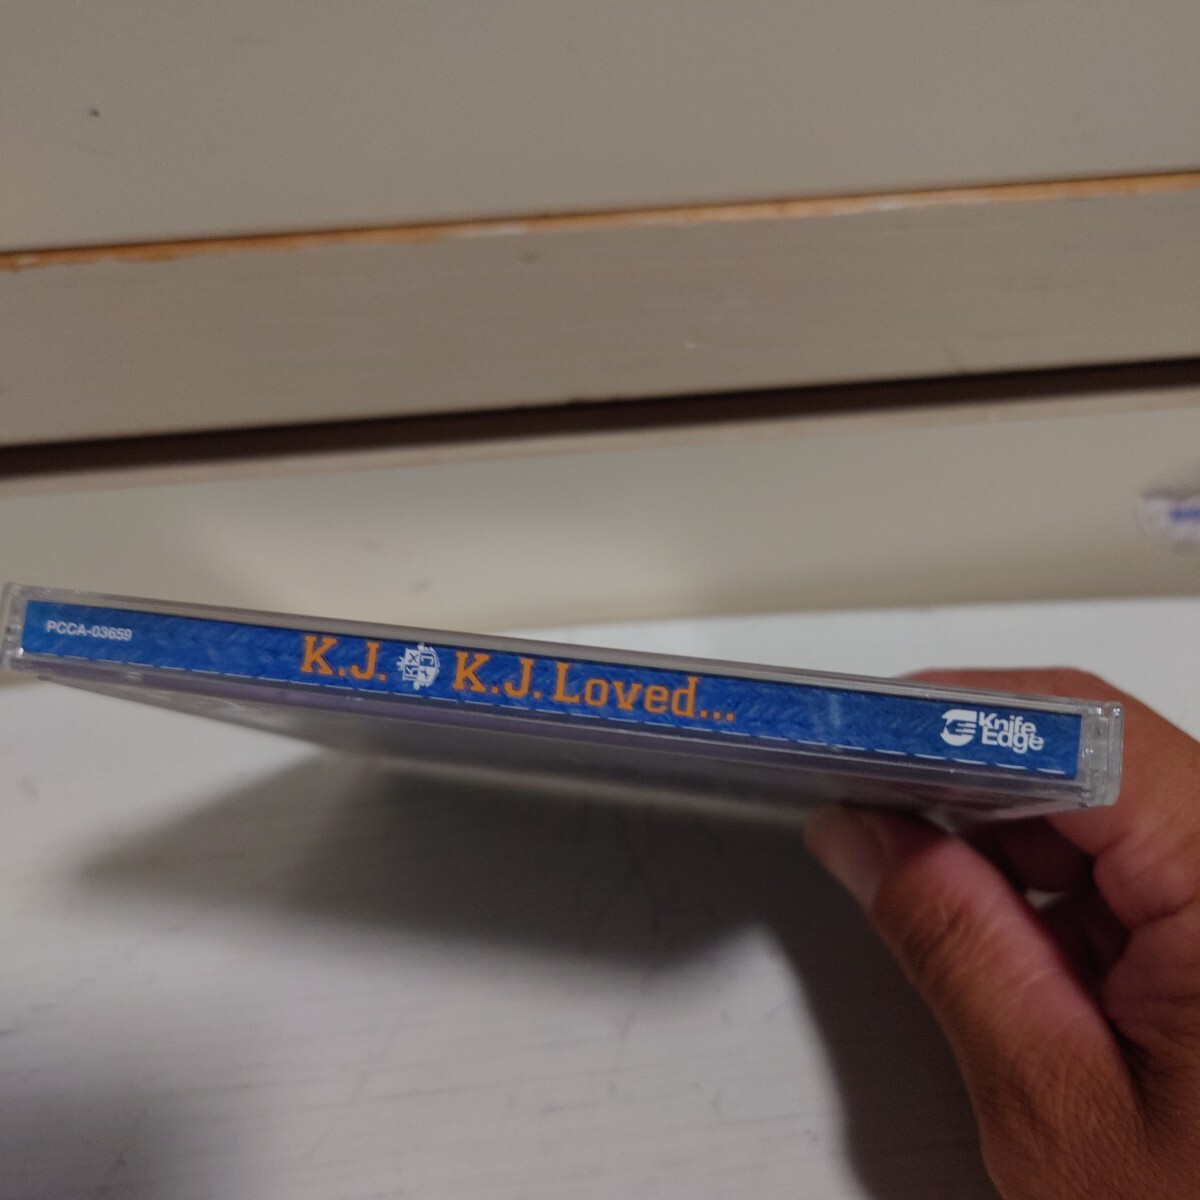 PCCA-03659
K.J.
K.J. Loved...
Knife
Edge